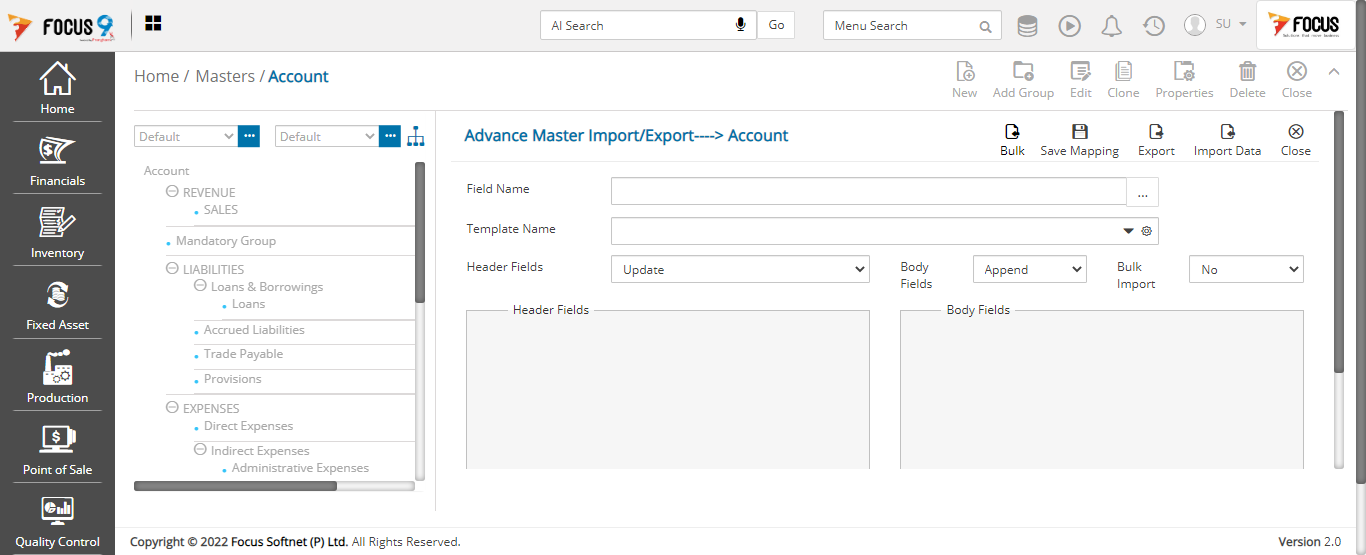 FOCUS 9
AI Search
Go
Menu Search
SU
FOCUS
Home / Masters / Account
New
Add Group
Edit
Clone
Properties
Delete
Close
Home
Financials
Inventory
Fixed Asset
Production
Point of Sale
Quality Control
Default
Default
Account
REVENUE
SALES
Mandatory Group
LIABILITIES
Loans & Borrowings
Loans
Accrued Liabilities
Trade Payable
Provisions
EXPENSES
Direct Expenses
Indirect Expenses
Administrative Expenses
Advance Master Import/Export----> Account
Bulk
Save Mapping
Export
Import Data
Close
Field Name
...
Template Name
Header Fields
Update
Body
Fields
Append
Bulk
Import
No
Header Fields
Body Fields
Copyright © 2022 Focus Softnet (P) Ltd. All Rights Reserved.
Version 2.0